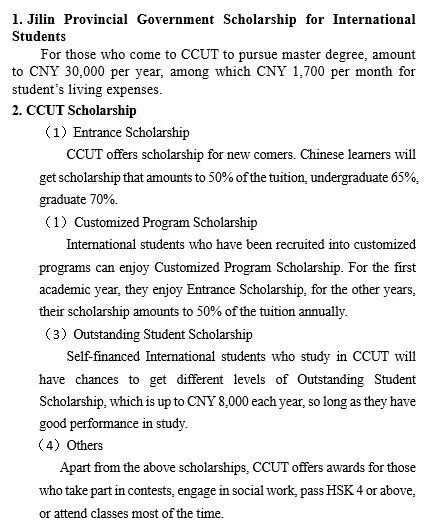 1. Jilin Provincial Government Scholarship for International
Students
For those who come to CCUT to pursue master degree, amount
to CNY 30,000 per year, among which CNY 1,700 per month for
student's living expenses.
2. CCUT Scholarship
（1）Entrance Scholarship
CCUT offers scholarship for new comers. Chinese learners will
get scholarship that amounts to 50% of the tuition, undergraduate 65%,
graduate 70%.
（1）Customized Program Scholarship
International students who have been recruited into customized
programs can enjoy Customized Program Scholarship. For the first
academic year, they enjoy Entrance Scholarship, for the other years,
their scholarship amounts to 50% of the tuition annually.
（3）Outstanding Student Scholarship
Self-financed International students who study in CCUT will
have chances to get different levels of Outstanding Student
Scholarship, which is up to CNY 8,000 each year, so long as they have
good performance in study.
（4）Others
Apart from the above scholarships, CCUT offers awards for those
who take part in contests, engage in social work, pass HSK 4 or above,
or attend classes most of the time.